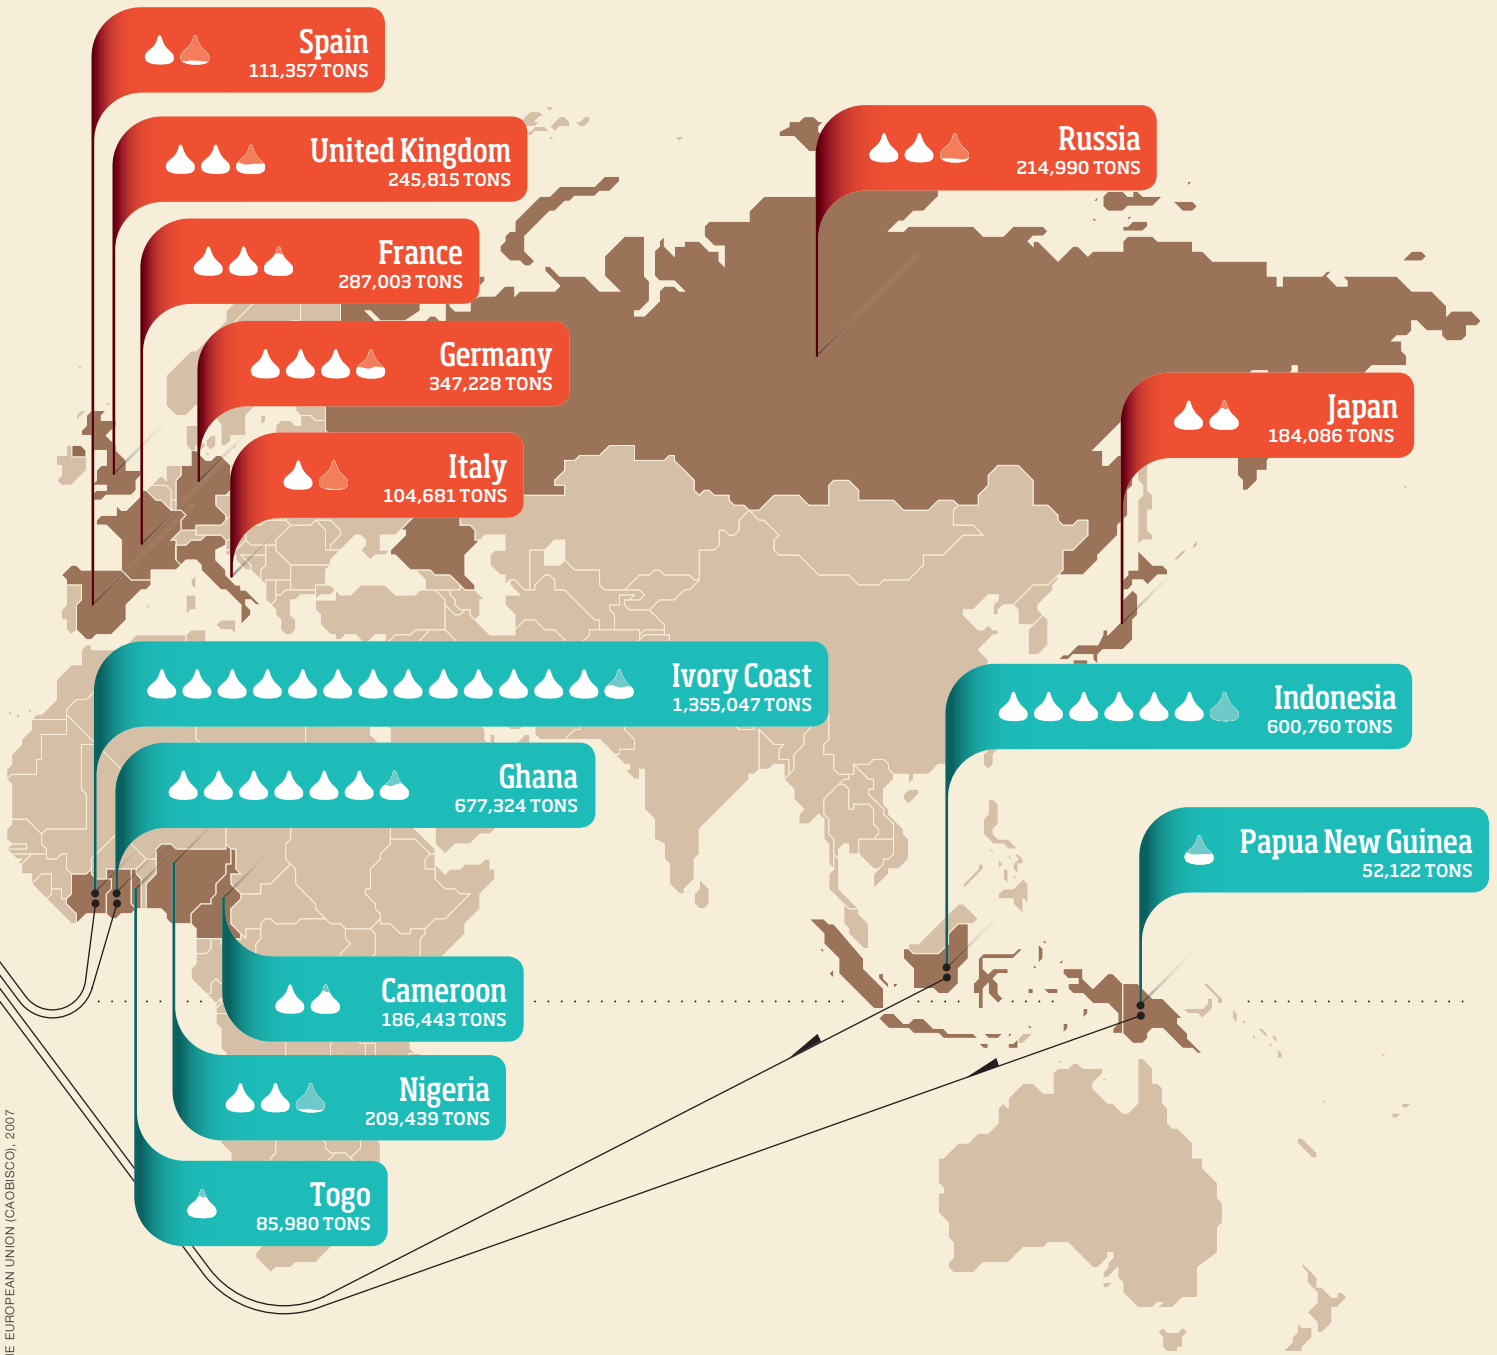 Spain
111,357 TONS
United Kingdom
245,815 TONS
France
287,003 TONS
Germany
347,228 TONS
Italy
104,681 TONS
Russia
214,990 TONS
Japan
184,086 TONS
Ivory Coast
1,355,047 TONS
Ghana
677,324 TONS
Indonesia
600,760 TONS
Papua New Guinea
52,122 TONS
Cameroon
186,443 TONS
Nigeria
209,439 TONS
Togo
85,980 TONS
EUROPEAN UNION (CAOBISCO), 2007